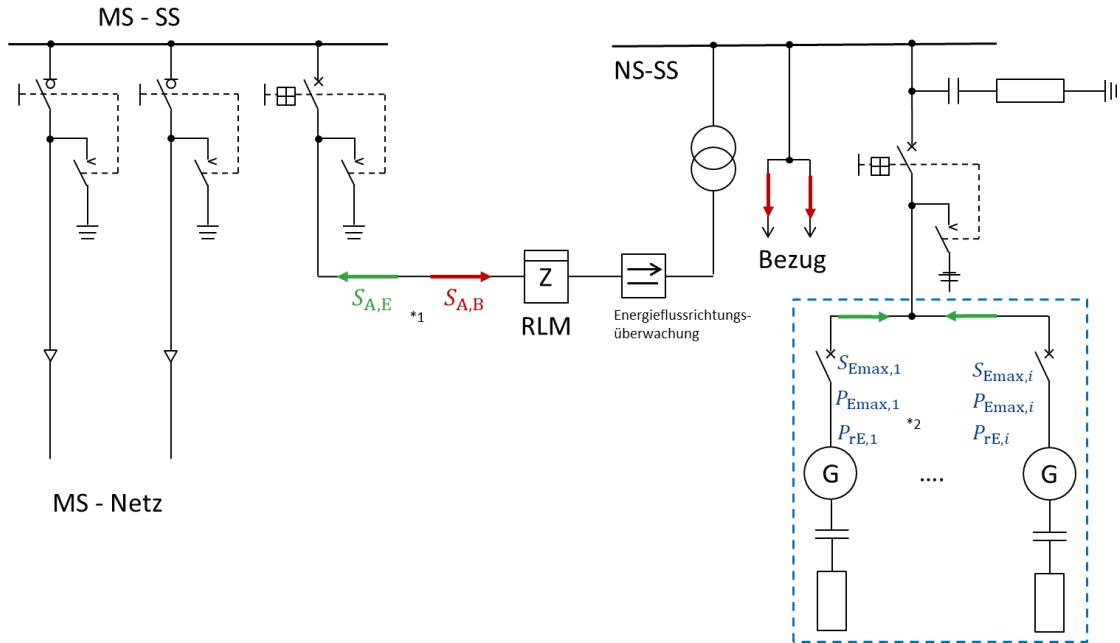 MS - SS
NS-SS
Bezug
S_A,E
*1
S_A,B
Z
RLM
Energieflussrichtungs-
überwachung
S_Emax,1
P_Emax,1
P_rE,1
*2
S_Emax,i
P_Emax,i
P_rE,i
G
....
G
MS - Netz